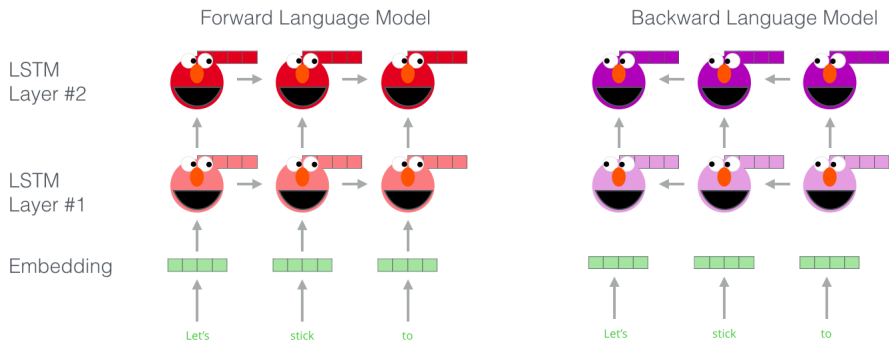 Forward Language Model
Backward Language Model
LSTM
Layer #2
LSTM
Layer #1
Embedding
Let's
stick
to
Let's
stick
to